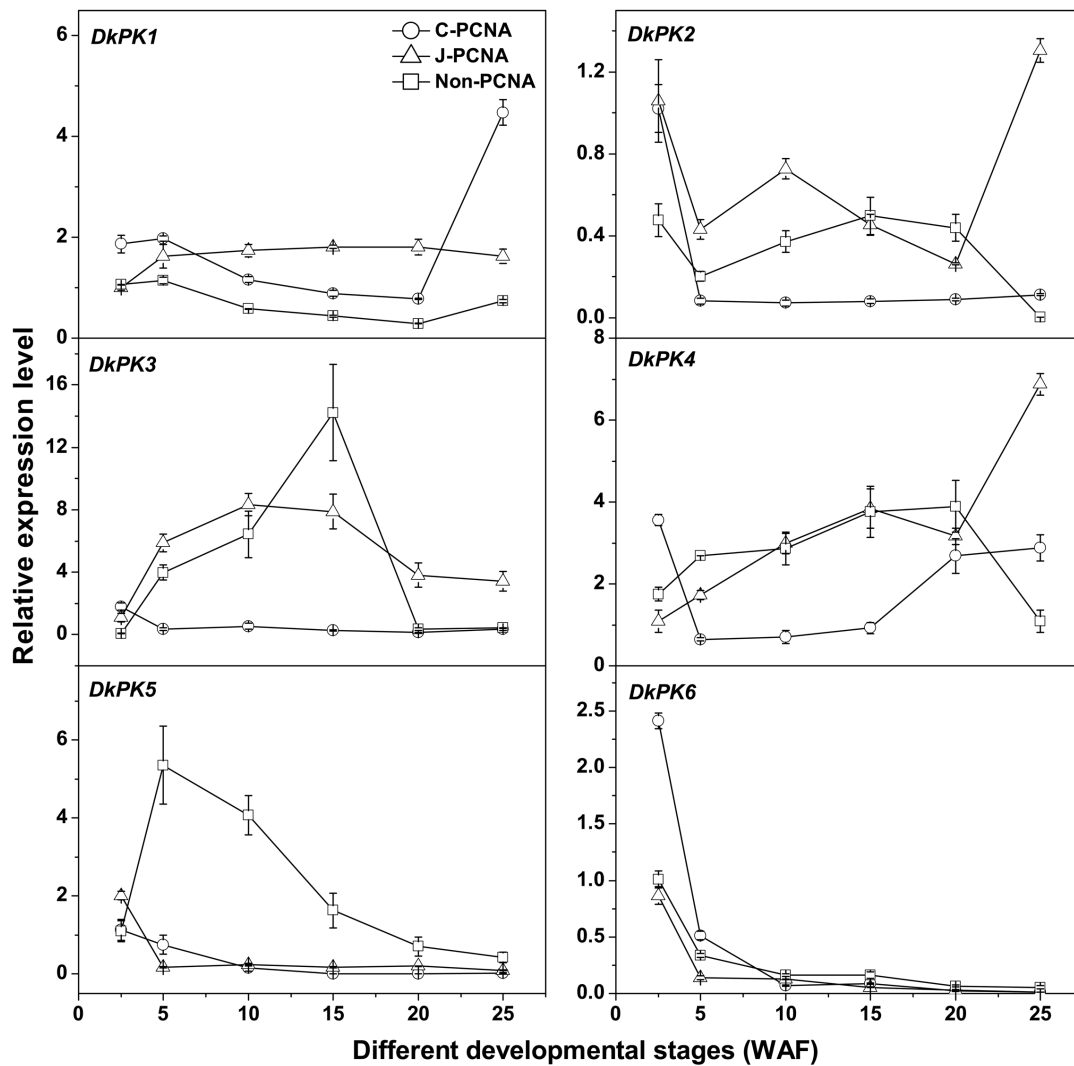 DkPK1
C-PCNA
J-PCNA
Non-PCNA
6
4
2
0
DkPK2
1.2
0.8
0.4
0.0
DkPK3
16
12
8
4
0
DkPK4
8
6
4
2
0
DkPK5
6
4
2
0
0 5 10 15 20 25
DkPK6
2.5
2.0
1.5
1.0
0.5
0.0
0 5 10 15 20 25
Relative expression level
Different developmental stages (WAF)